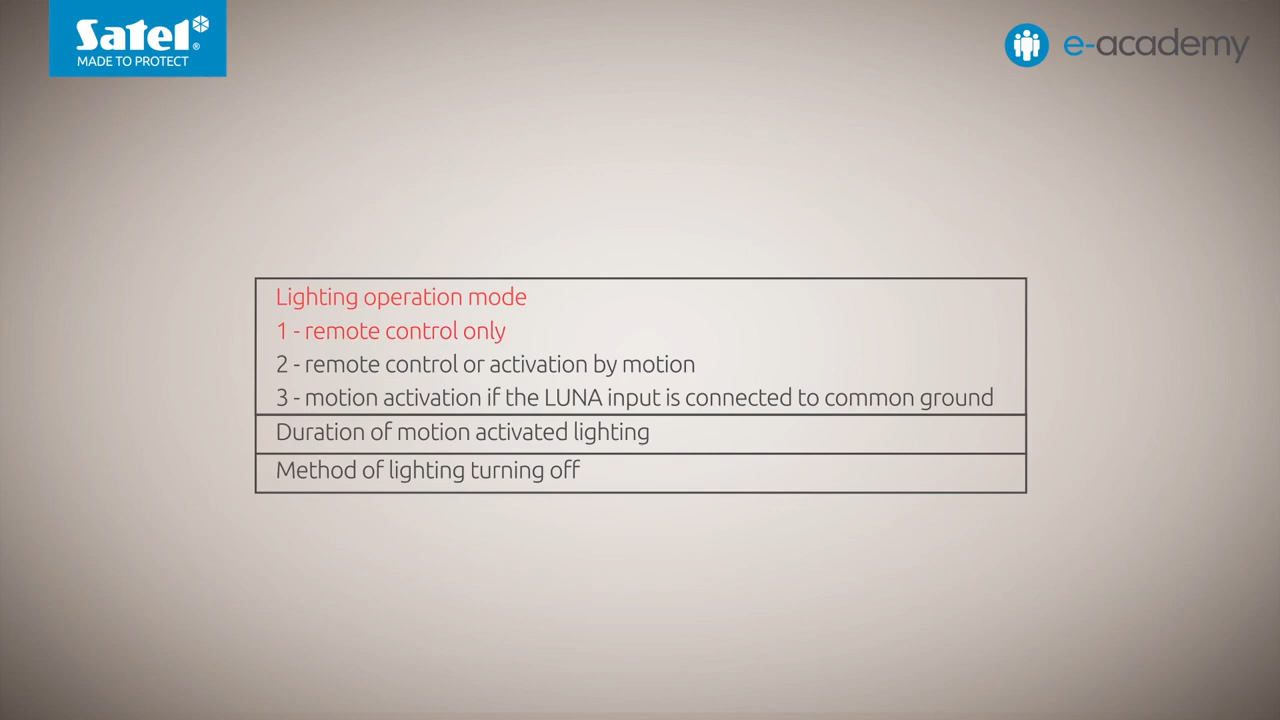 Satel®
MADE TO PROTECT
e-academy
Lighting operation mode
1 - remote control only
2 - remote control or activation by motion
3 - motion activation if the LUNA input is connected to common ground
Duration of motion activated lighting
Method of lighting turning off